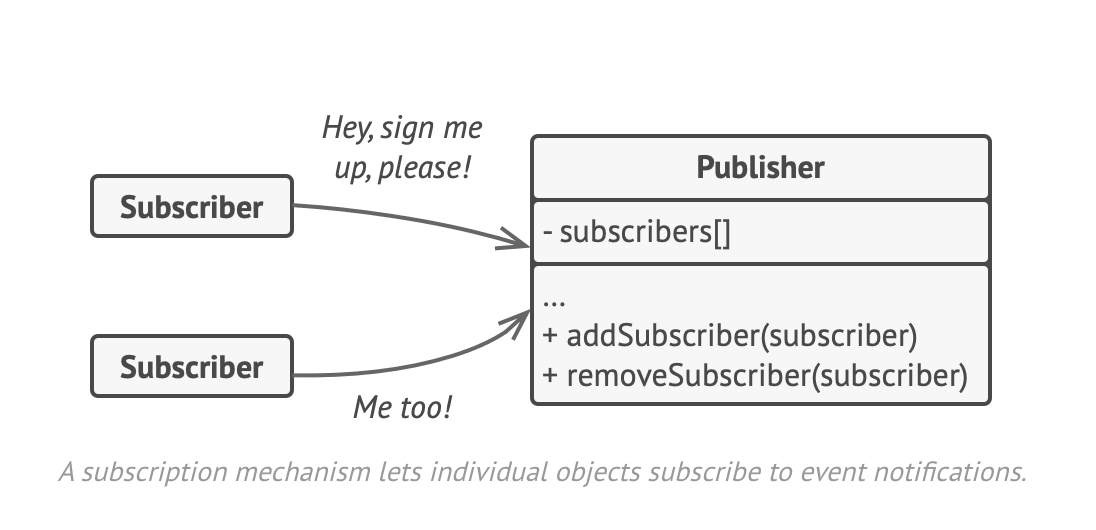 Hey, sign me
up, please!
Subscriber
Publisher
- subscribers[]
...
+ addSubscriber(subscriber)
+ removeSubscriber(subscriber)
Subscriber
Me too!
A subscription mechanism lets individual objects subscribe to event notifications.